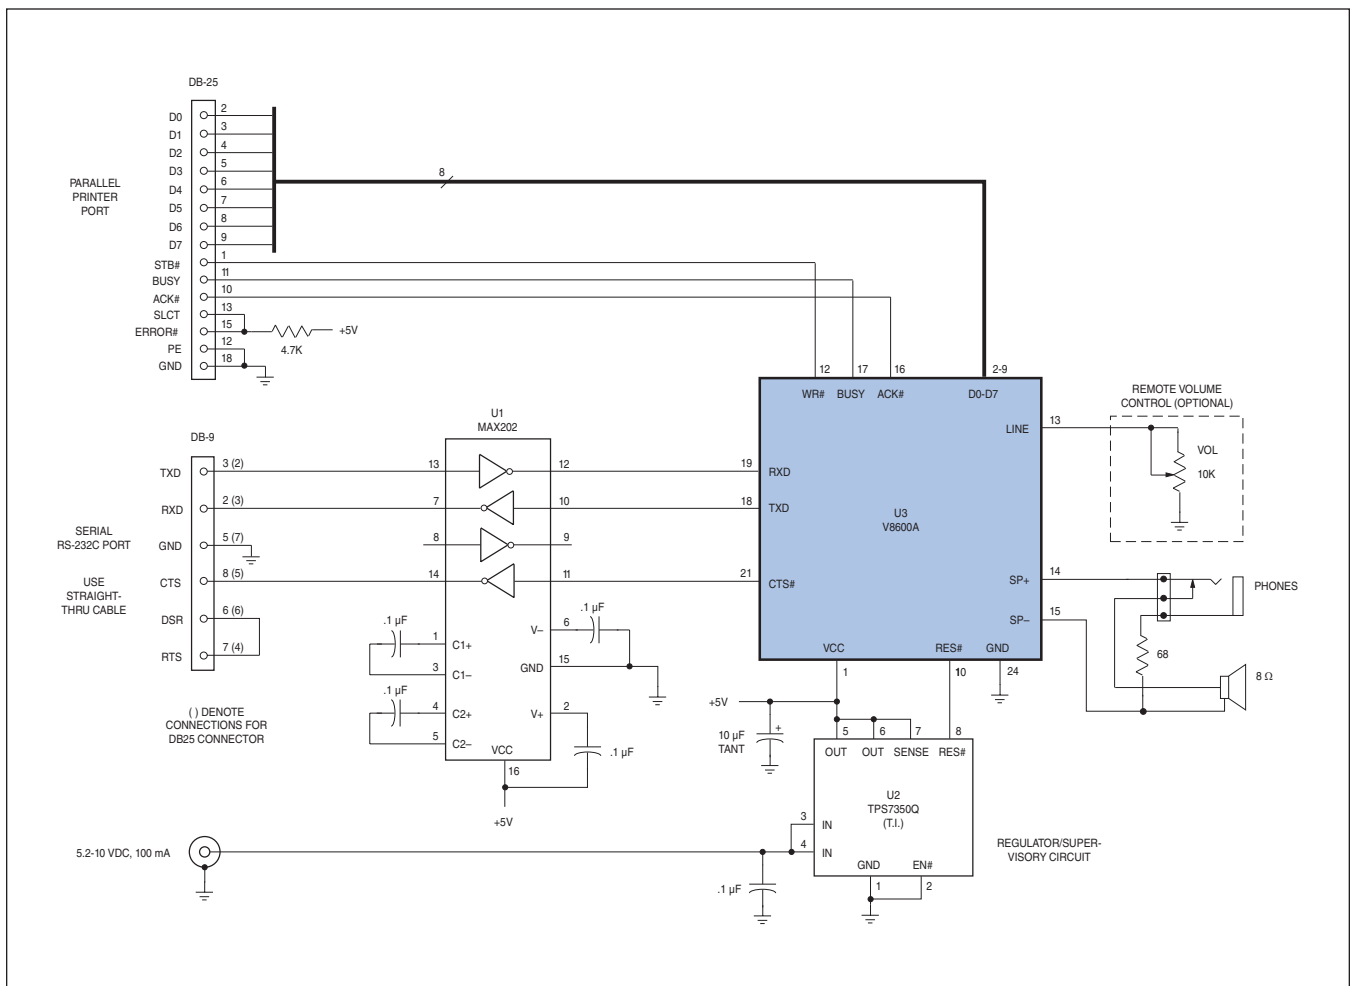 DB-25
D0 2
D1 3
D2 4
D3 5
D4 6
D5 7
D6 8
D7 9
STB# 1
BUSY 11
ACK# 10
SLCT 13
ERROR# 15
PE 12
GND 18
PARALLEL
PRINTER
PORT
8
4.7K
+5V
12 17 16 2-9
WR# BUSY ACK# D0-D7
LINE 13
RXD 19
TXD 18
CTS# 21
U3
V8600A
SP+ 14
SP– 15
VCC RES# GND
1 10 24
REMOTE VOLUME
CONTROL (OPTIONAL)
VOL
10K
PHONES
68
8 Ω
DB-9
TXD 3 (2)
RXD 2 (3)
GND 5 (7)
CTS 8 (5)
DSR 6 (6)
RTS 7 (4)
SERIAL
RS-232C PORT
USE
STRAIGHT-
THRU CABLE
( ) DENOTE
CONNECTIONS FOR
DB25 CONNECTOR
U1
MAX202
13 12
7 10
8 9
14 11
.1 µF
1 C1+
3 C1–
.1 µF
4 C2+
5 C2–
V– 6
.1 µF
GND 15
V+ 2
.1 µF
VCC
16
+5V
+5V
10 µF
TANT
+
5 6 7 8
OUT OUT SENSE RES#
U2
TPS7350Q
(T.I.)
3 IN
4 IN
GND EN#
1 2
REGULATOR/SUPER-
VISORY CIRCUIT
5.2-10 VDC, 100 mA
.1 µF